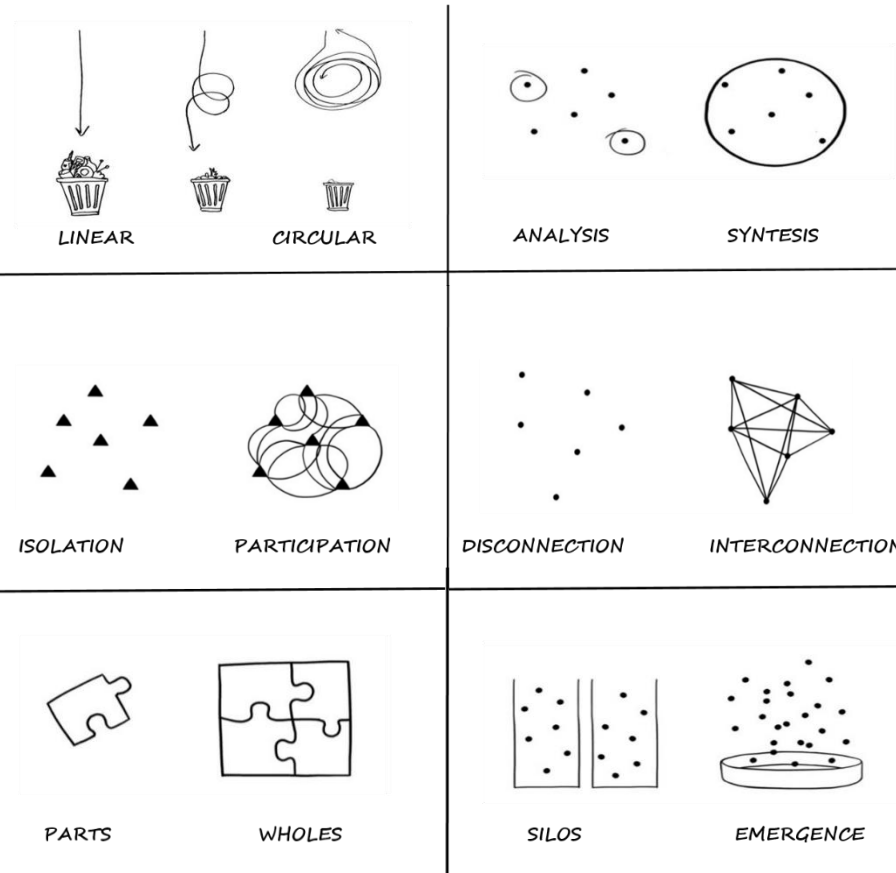 LINEAR
CIRCULAR
ANALYSIS
SYNTESIS
ISOLATION
PARTICIPATION
DISCONNECTION
INTERCONNECTION
PARTS
WHOLES
SILOS
EMERGENCE